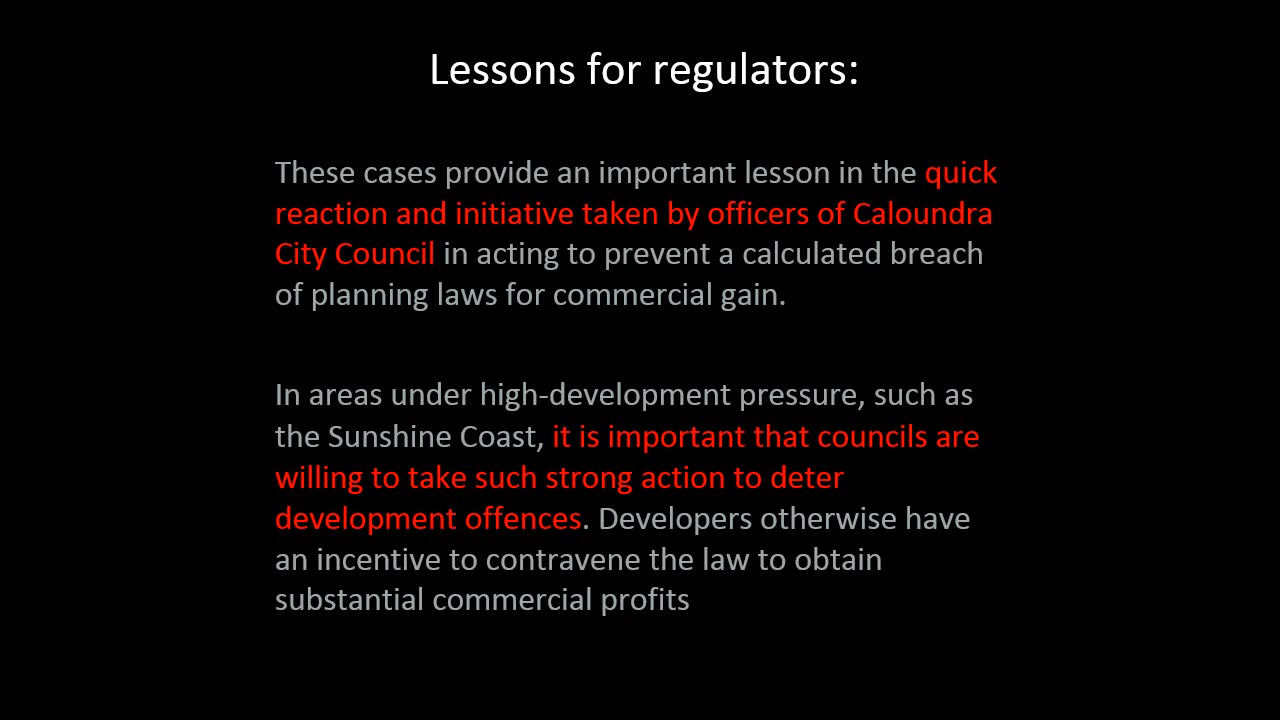 Lessons for regulators:
These cases provide an important lesson in the quick
reaction and initiative taken by officers of Caloundra
City Council in acting to prevent a calculated breach
of planning laws for commercial gain.
In areas under high-development pressure, such as
the Sunshine Coast, it is important that councils are
willing to take such strong action to deter
development offences. Developers otherwise have
an incentive to contravene the law to obtain
substantial commercial profits